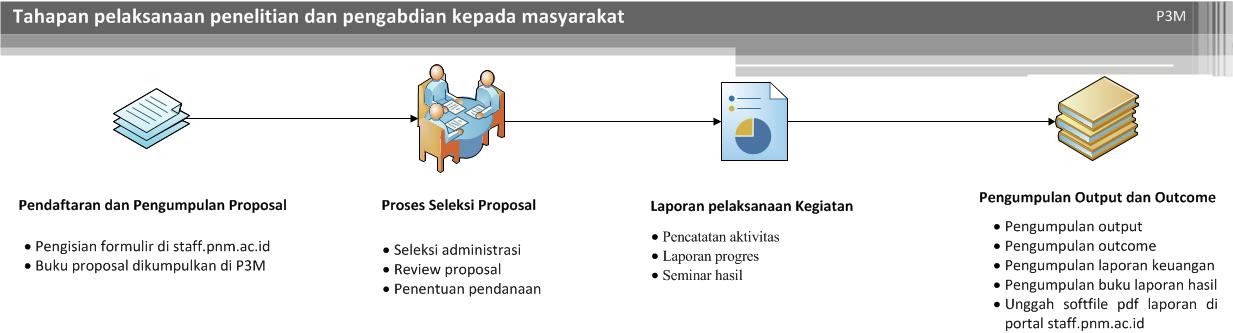 Tahapan pelaksanaan penelitian dan pengabdian kepada masyarakat
P3M
Pendaftaran dan Pengumpulan Proposal
• Pengisian formulir di staff.pnm.ac.id
• Buku proposal dikumpulkan di P3M
Proses Seleksi Proposal
• Seleksi administrasi
• Review proposal
• Penentuan pendanaan
Laporan pelaksanaan Kegiatan
• Pencatatan aktivitas
• Laporan progres
• Seminar hasil
Pengumpulan Output dan Outcome
• Pengumpulan output
• Pengumpulan outcome
• Pengumpulan laporan keuangan
• Pengumpulan buku laporan hasil
• Unggah softfile pdf laporan di
portal staff.pnm.ac.id